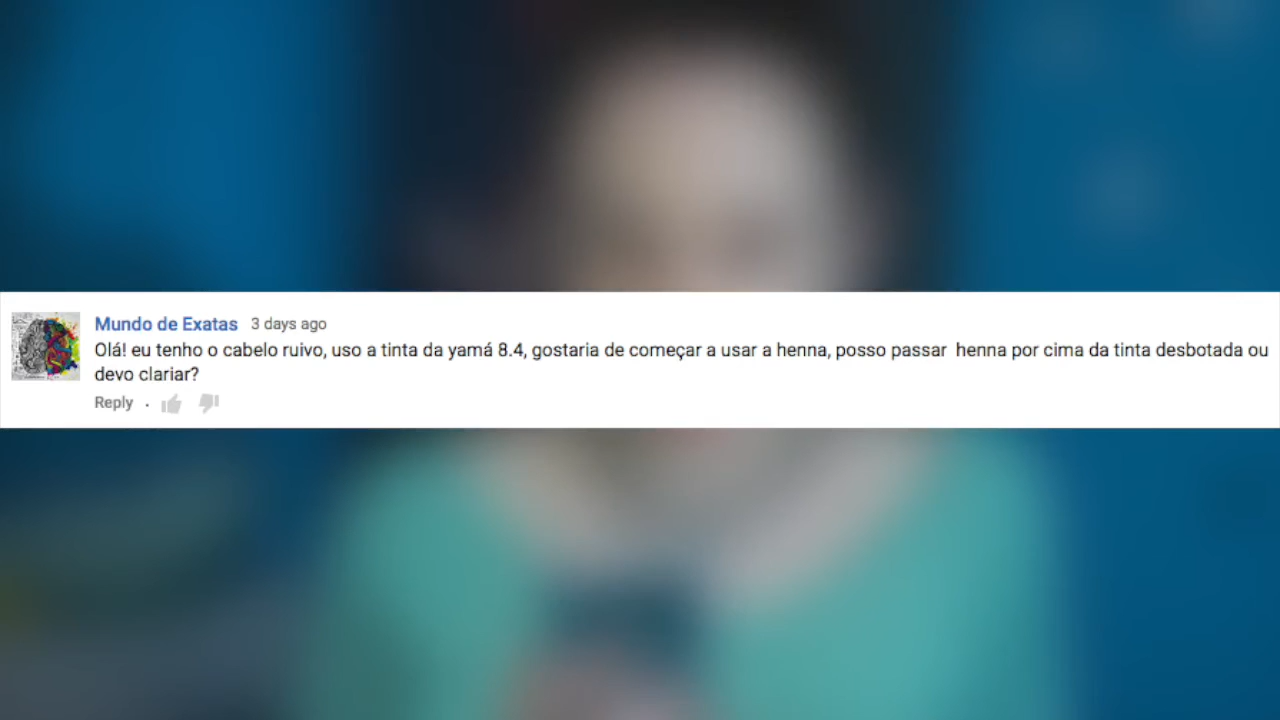 Mundo de Exatas 3 days ago
Olá! eu tenho o cabelo ruivo, uso a tinta da yamá 8.4, gostaria de começar a usar a henna, posso passar  henna por cima da tinta desbotada ou
devo clariar?
Reply .